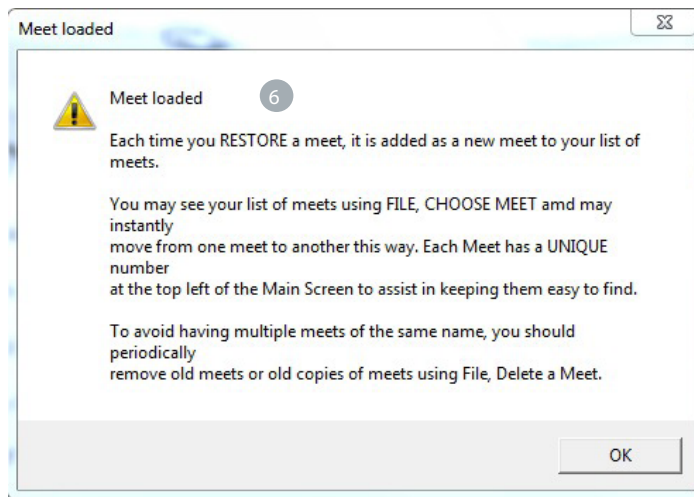 Meet loaded
Meet loaded 6
Each time you RESTORE a meet, it is added as a new meet to your list of
meets.
You may see your list of meets using FILE, CHOOSE MEET amd may
instantly
move from one meet to another this way. Each Meet has a UNIQUE
number
at the top left of the Main Screen to assist in keeping them easy to find.
To avoid having multiple meets of the same name, you should
periodically
remove old meets or old copies of meets using File, Delete a Meet.
OK